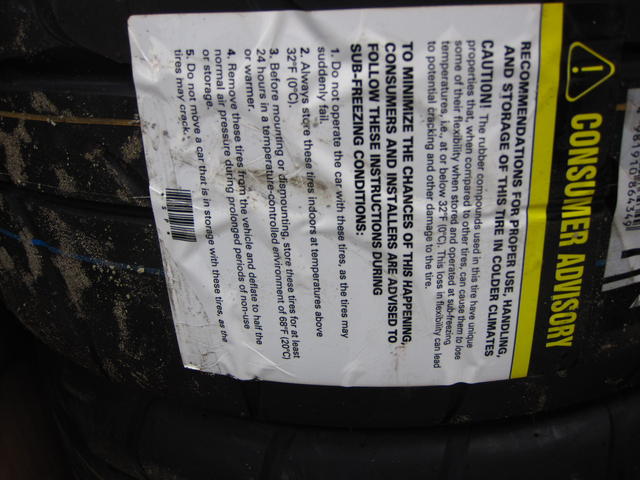 CONSUMER ADVISORY
RECOMMENDATIONS FOR PROPER USE, HANDLING,
AND STORAGE OF THIS TIRE IN COLDER CLIMATES
CAUTION! The rubber compounds used in this tire have unique
properties that, when compared to other tires, can cause them to lose
some of their flexibility when stored and operated at sub-freezing
temperatures, i.e., at or below 32°F (0°C). This loss in flexibility can lead
to potential cracking and other damage to the tire.
TO MINIMIZE THE CHANCES OF THIS HAPPENING,
CONSUMERS AND INSTALLERS ARE ADVISED TO
FOLLOW THESE INSTRUCTIONS DURING
SUB-FREEZING CONDITIONS:
1. Do not operate the car with these tires, as the tires may
suddenly fail.
2. Always store these tires indoors at temperatures above
32°F (0°C).
3. Before mounting or dismounting, store these tires for at least
24 hours in a temperature-controlled environment of 68°F (20°C)
or warmer.
4. Remove these tires from the vehicle and deflate to half the
normal air pressure during prolonged periods of non-use
or storage.
5. Do not move a car that is in storage with these tires, as the
tires may crack.